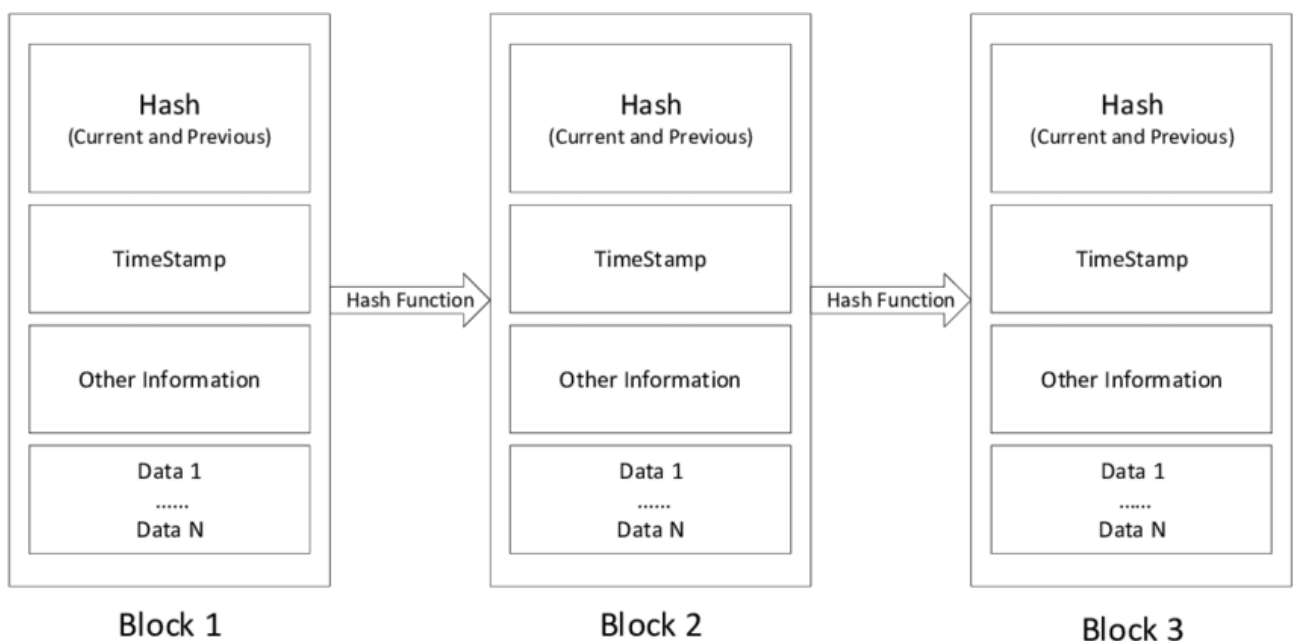 Hash
(Current and Previous)
TimeStamp
Other Information
Data 1
......
Data N
Block 1
Hash Function
Hash
(Current and Previous)
TimeStamp
Other Information
Data 1
......
Data N
Block 2
Hash Function
Hash
(Current and Previous)
TimeStamp
Other Information
Data 1
......
Data N
Block 3